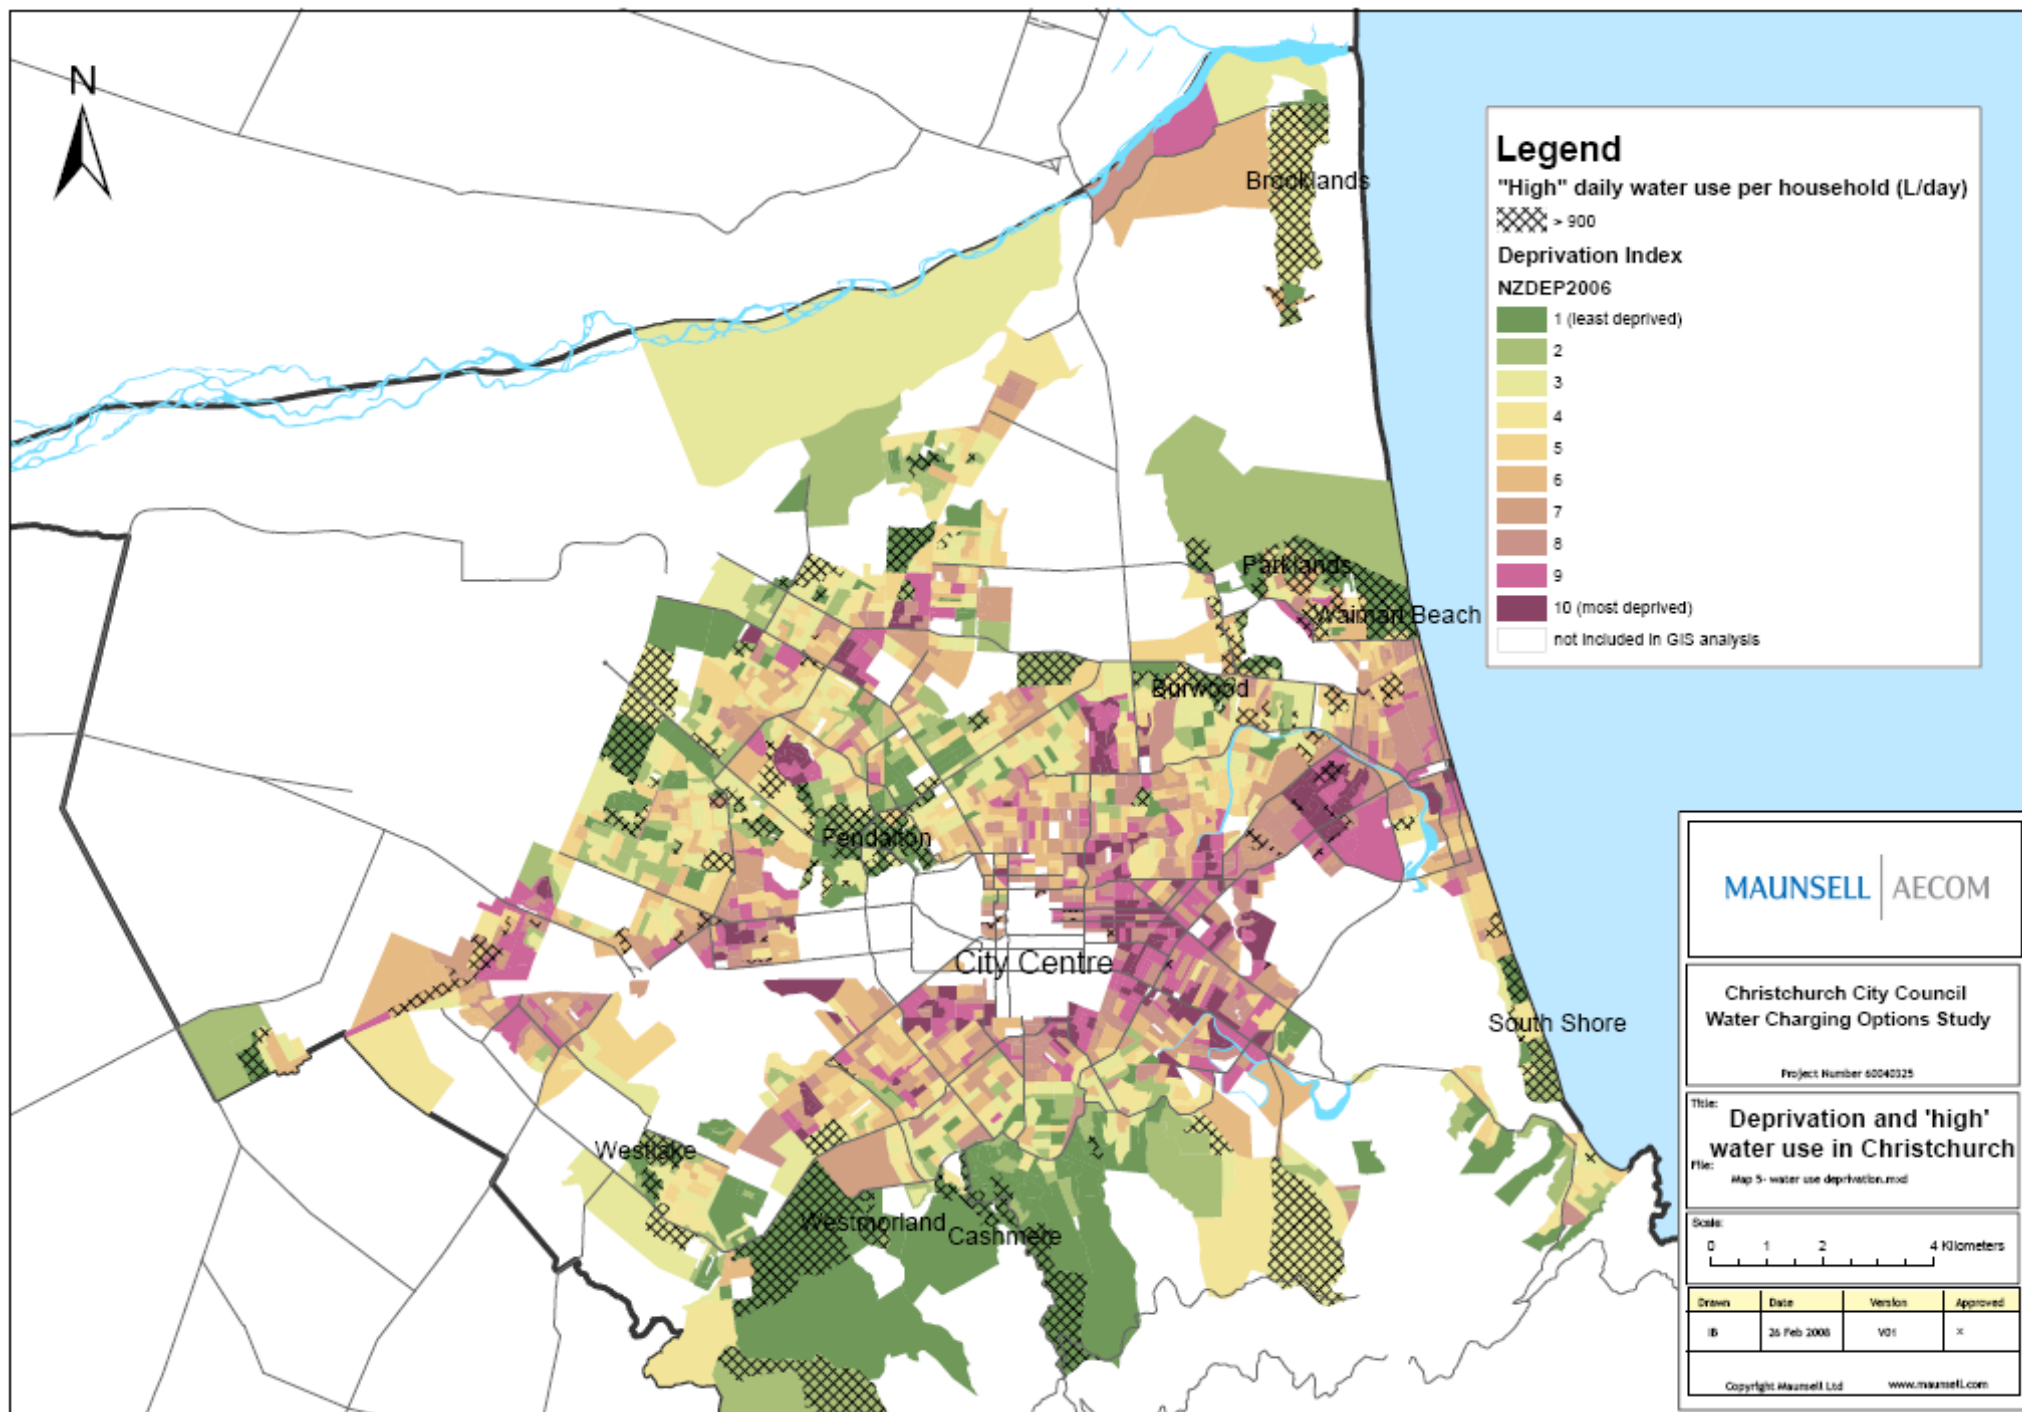 N
Legend
"High" daily water use per household (L/day)
> 900
Deprivation Index
NZDEP2006
1 (least deprived)
2
3
4
5
6
7
8
9
10 (most deprived)
not included in GIS analysis
Brooklands
Parklands
Waimari Beach
Burwood
Fendalton
City Centre
South Shore
Westlake
Westmorland
Cashmere
MAUNSELL | AECOM
Christchurch City Council
Water Charging Options Study
Project Number 60040325
Title:
Deprivation and 'high'
water use in Christchurch
File:
Map 5- water use deprivation.mxd
Scale:
0 1 2 4 Kilometers
Drawn Date Version Approved
IB 26 Feb 2008 V01 x
Copyright Maunsell Ltd www.maunsell.com